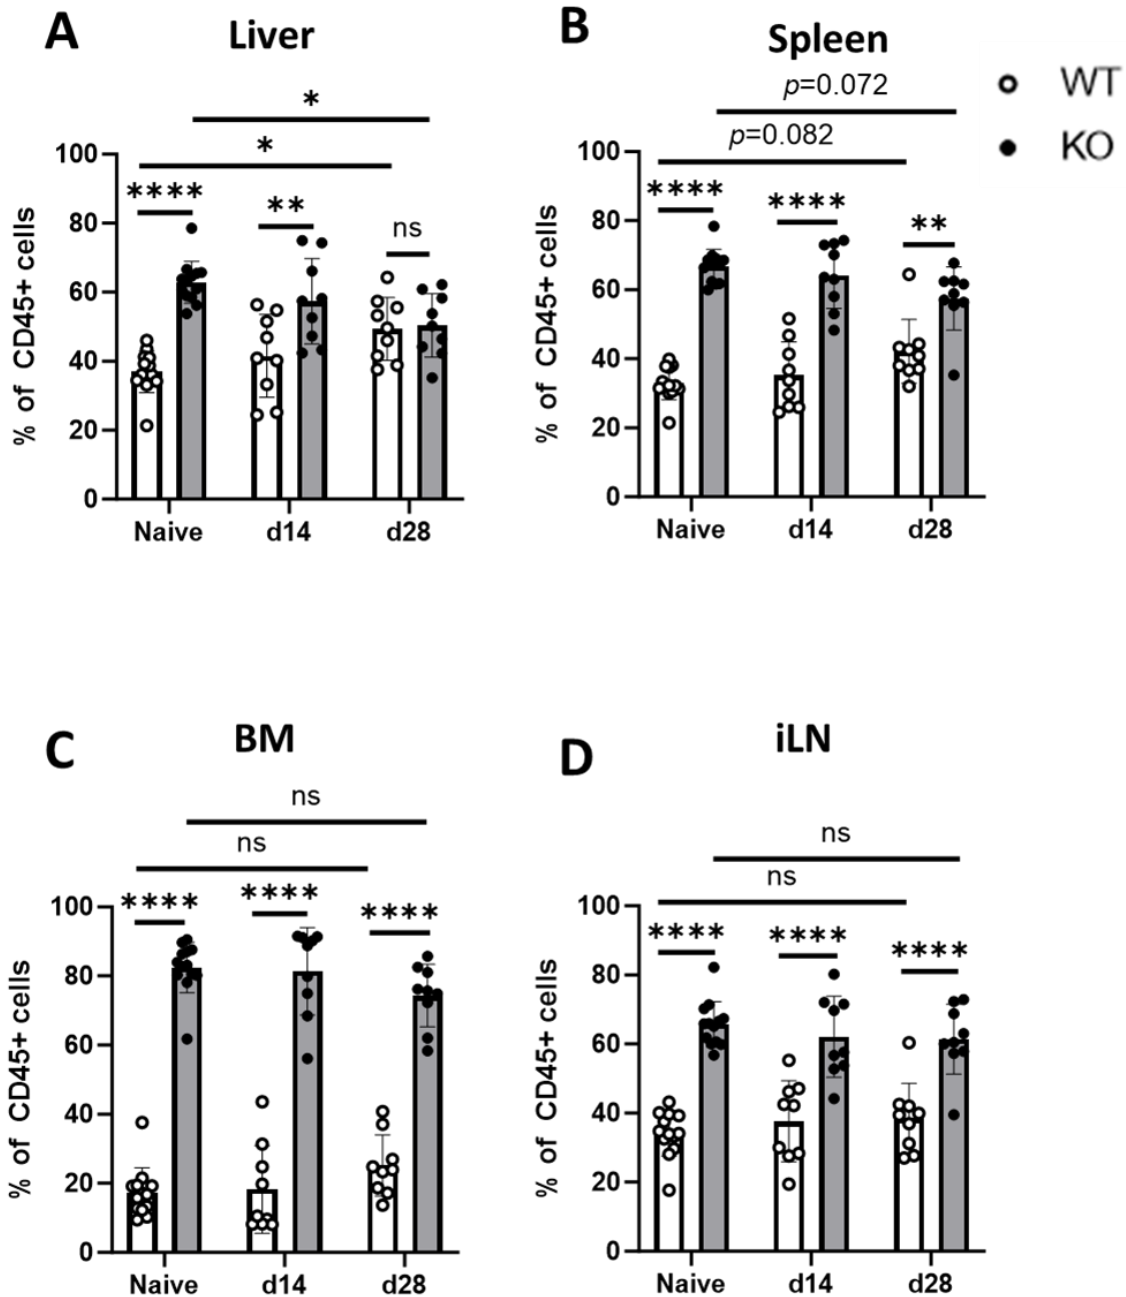 A
Liver
*
*
****
**
ns
100
80
60
40
20
0
% of CD45+ cells
Naive
d14
d28
B
Spleen
p=0.072
p=0.082
****
****
**
100
80
60
40
20
0
% of CD45+ cells
Naive
d14
d28
WT
KO
C
BM
ns
ns
****
****
****
100
80
60
40
20
0
% of CD45+ cells
Naive
d14
d28
D
iLN
ns
ns
****
****
****
100
80
60
40
20
0
% of CD45+ cells
Naive
d14
d28